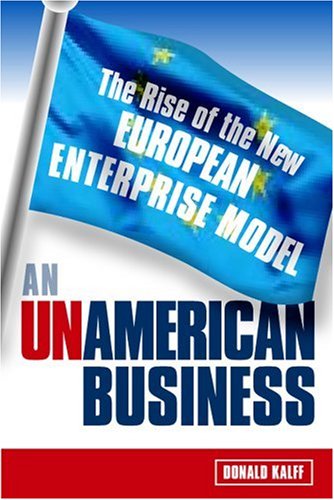 The Rise of the New
EUROPEAN
ENTERPRISE MODEL
AN
UNAMERICAN
BUSINESS
DONALD KALFF